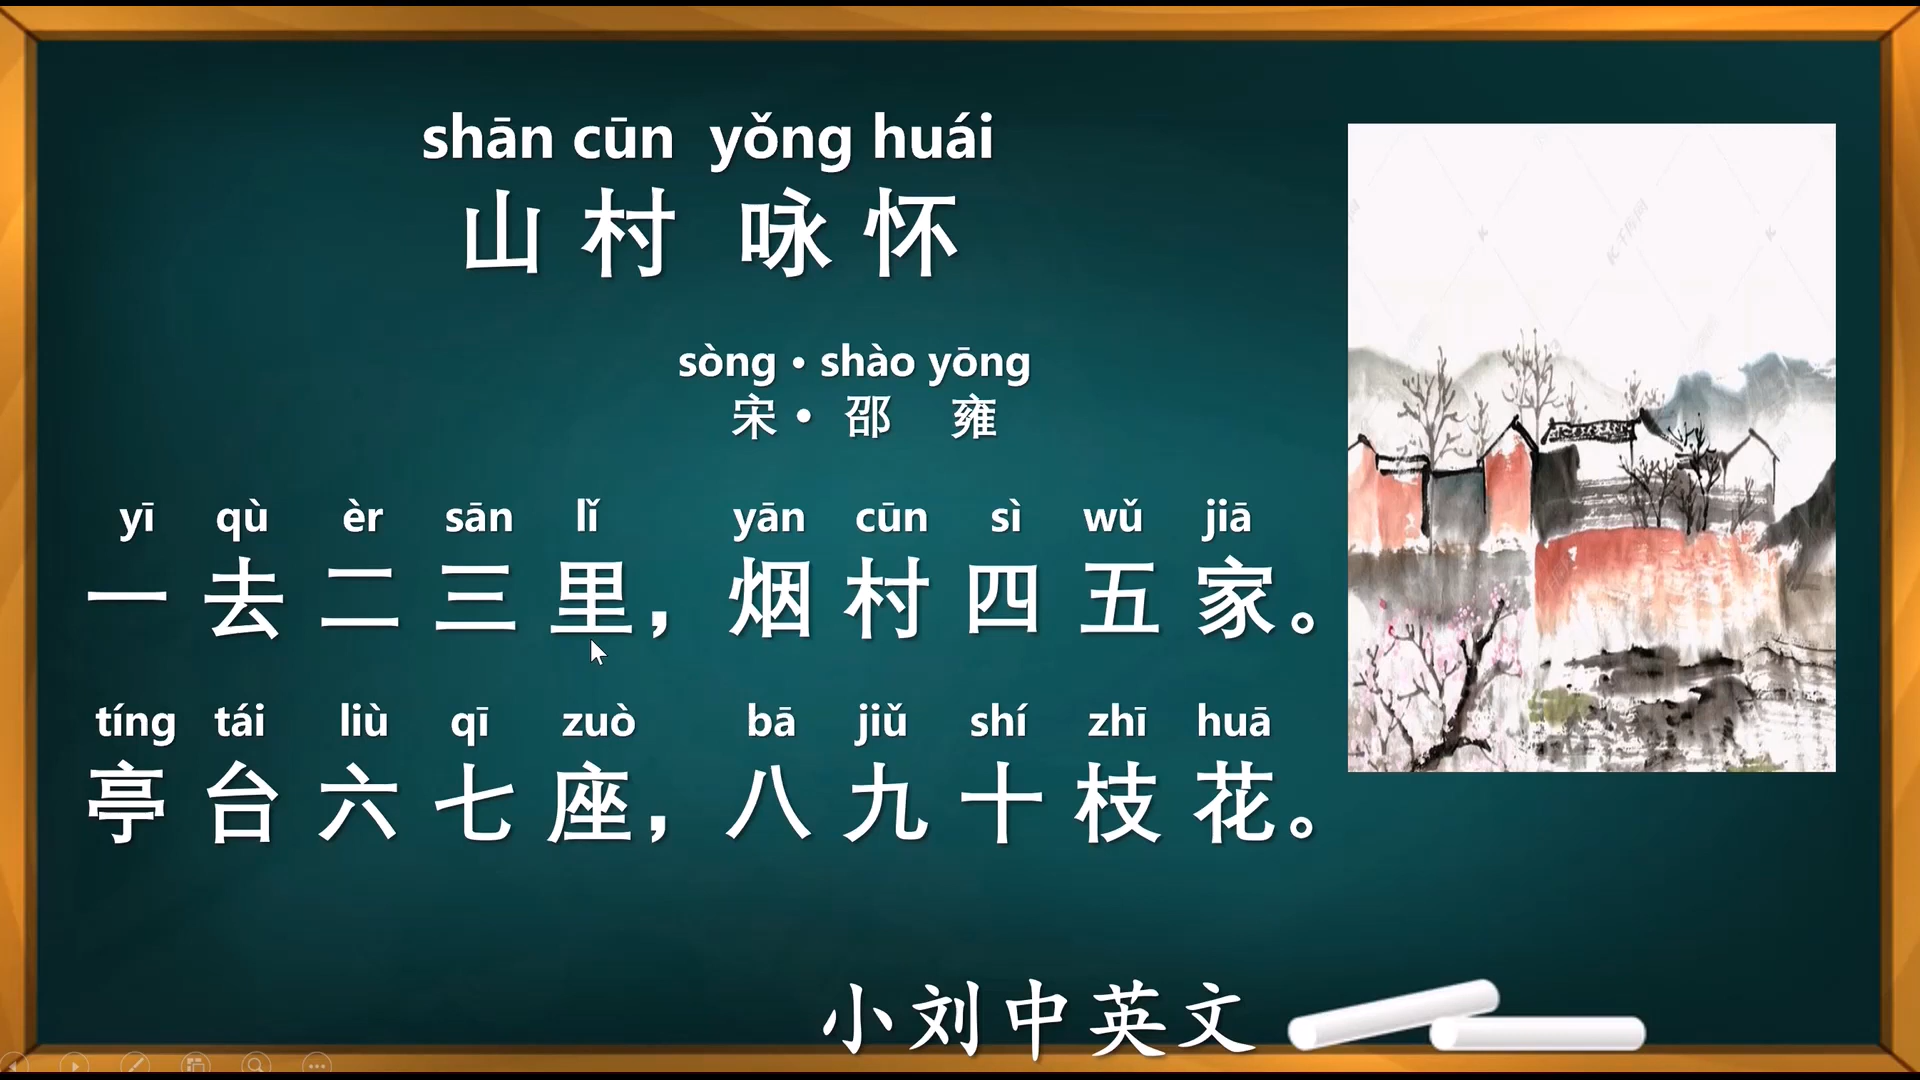 shān cūn yǒng huái
山村 咏怀
sòng · shào yōng
宋 · 邵 雍
yī qù èr sān lǐ yān cūn sì wǔ jiā
一去二三里，烟村四五家。
tíng tái liù qī zuò bā jiǔ shí zhī huā
亭台六七座，八九十枝花。
小刘中英文